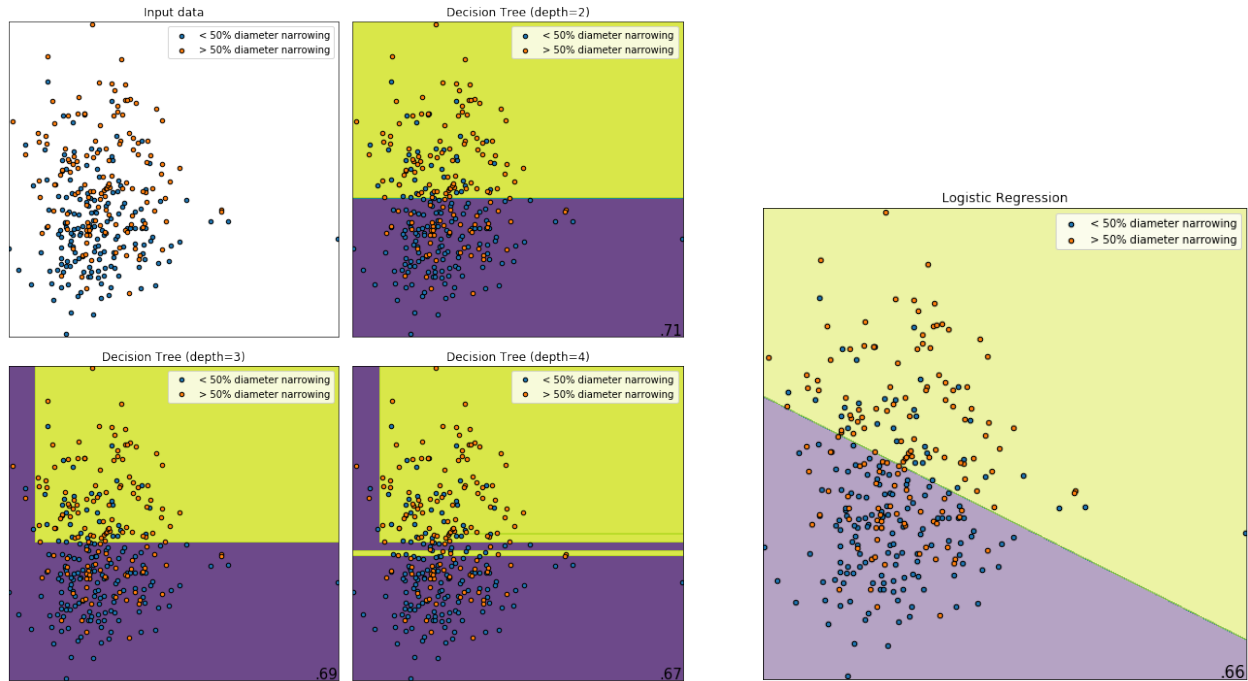 Input data
< 50% diameter narrowing
> 50% diameter narrowing
Decision Tree (depth=2)
< 50% diameter narrowing
> 50% diameter narrowing
.71
Decision Tree (depth=3)
< 50% diameter narrowing
> 50% diameter narrowing
.69
Decision Tree (depth=4)
< 50% diameter narrowing
> 50% diameter narrowing
.67
Logistic Regression
< 50% diameter narrowing
> 50% diameter narrowing
.66